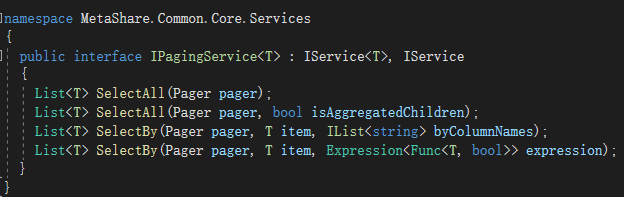 namespace MetaShare.Common.Core.Services
{
public interface IPagingService<T> : IService<T>, IService
{
List<T> SelectAll(Pager pager);
List<T> SelectAll(Pager pager, bool isAggregatedChildren);
List<T> SelectBy(Pager pager, T item, IList<string> byColumnNames);
List<T> SelectBy(Pager pager, T item, Expression<Func<T, bool>> expression);
}
}